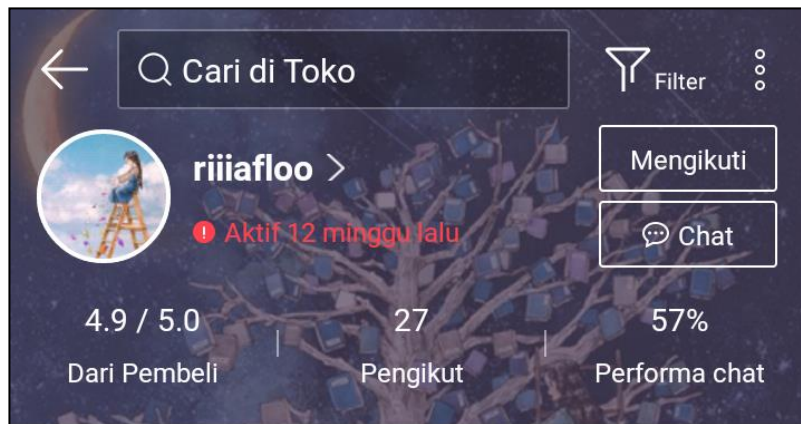 Cari di Toko
Filter
riiiafloo
Mengikuti
Aktif 12 minggu lalu
Chat
4.9 / 5.0
27
57%
Dari Pembeli
Pengikut
Performa chat